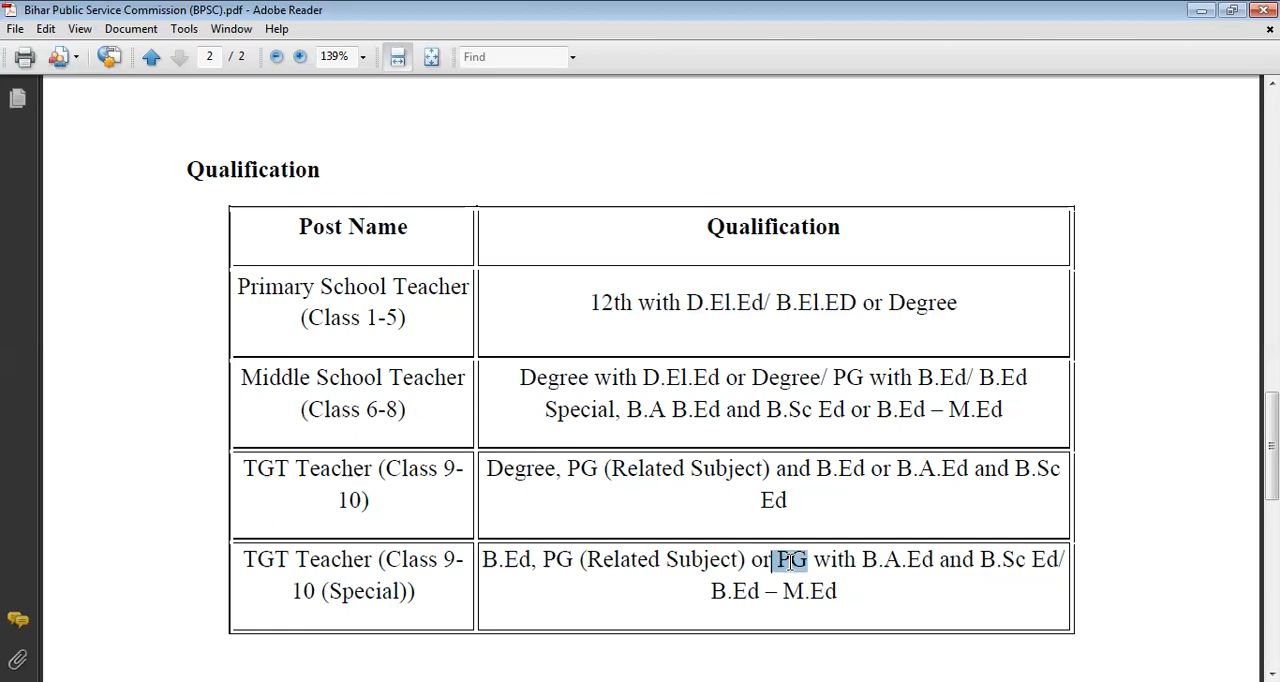 Bihar Public Service Commission (BPSC).pdf - Adobe Reader
File Edit View Document Tools Window Help
2 / 2 139% Find
Qualification
Post Name Qualification
Primary School Teacher
(Class 1-5)
12th with D.El.Ed/ B.El.ED or Degree
Middle School Teacher
(Class 6-8)
Degree with D.El.Ed or Degree/ PG with B.Ed/ B.Ed
Special, B.A B.Ed and B.Sc Ed or B.Ed – M.Ed
TGT Teacher (Class 9-
10)
Degree, PG (Related Subject) and B.Ed or B.A.Ed and B.Sc
Ed
TGT Teacher (Class 9-
10 (Special))
B.Ed, PG (Related Subject) or PG with B.A.Ed and B.Sc Ed/
B.Ed – M.Ed